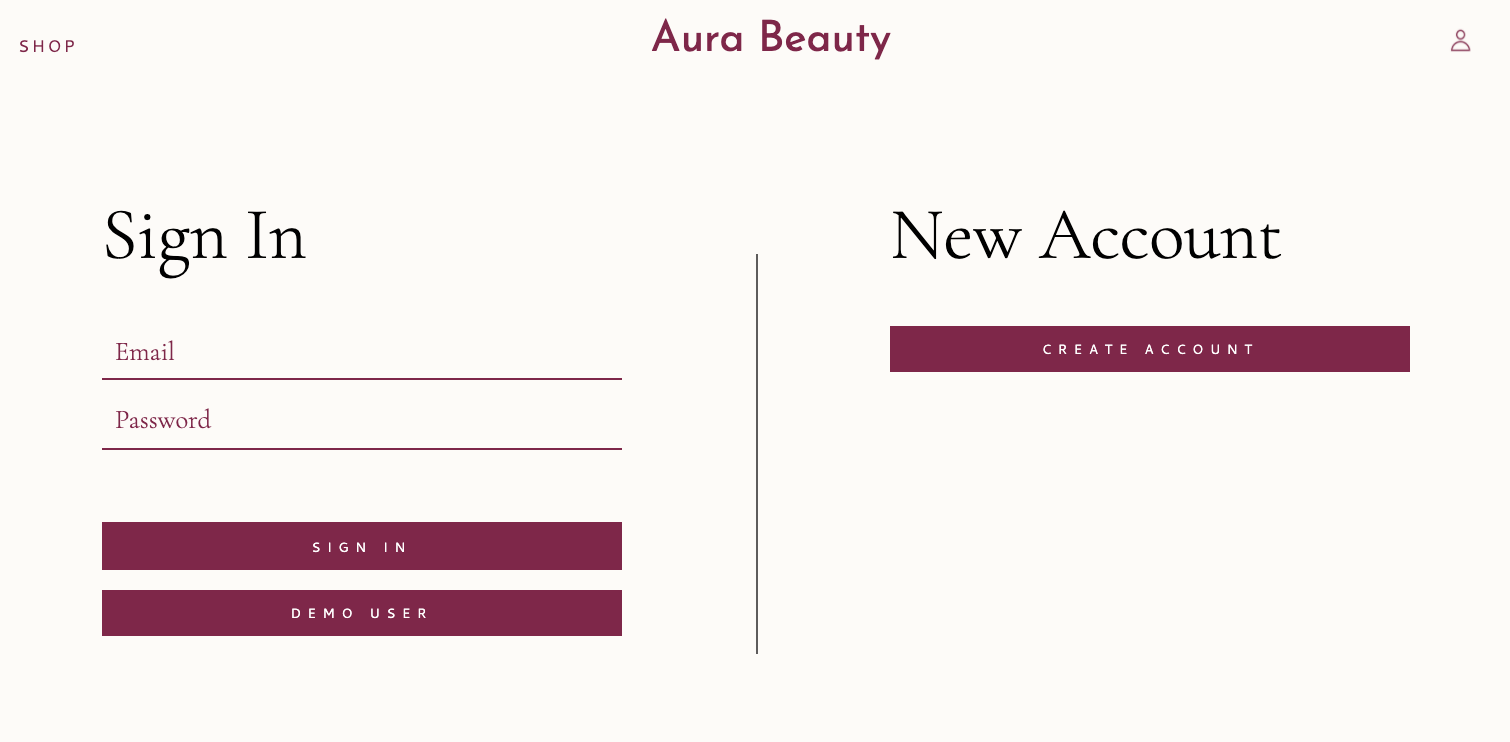 SHOP
Aura Beauty
Sign In
Email
Password
SIGN IN
DEMO USER
New Account
CREATE ACCOUNT